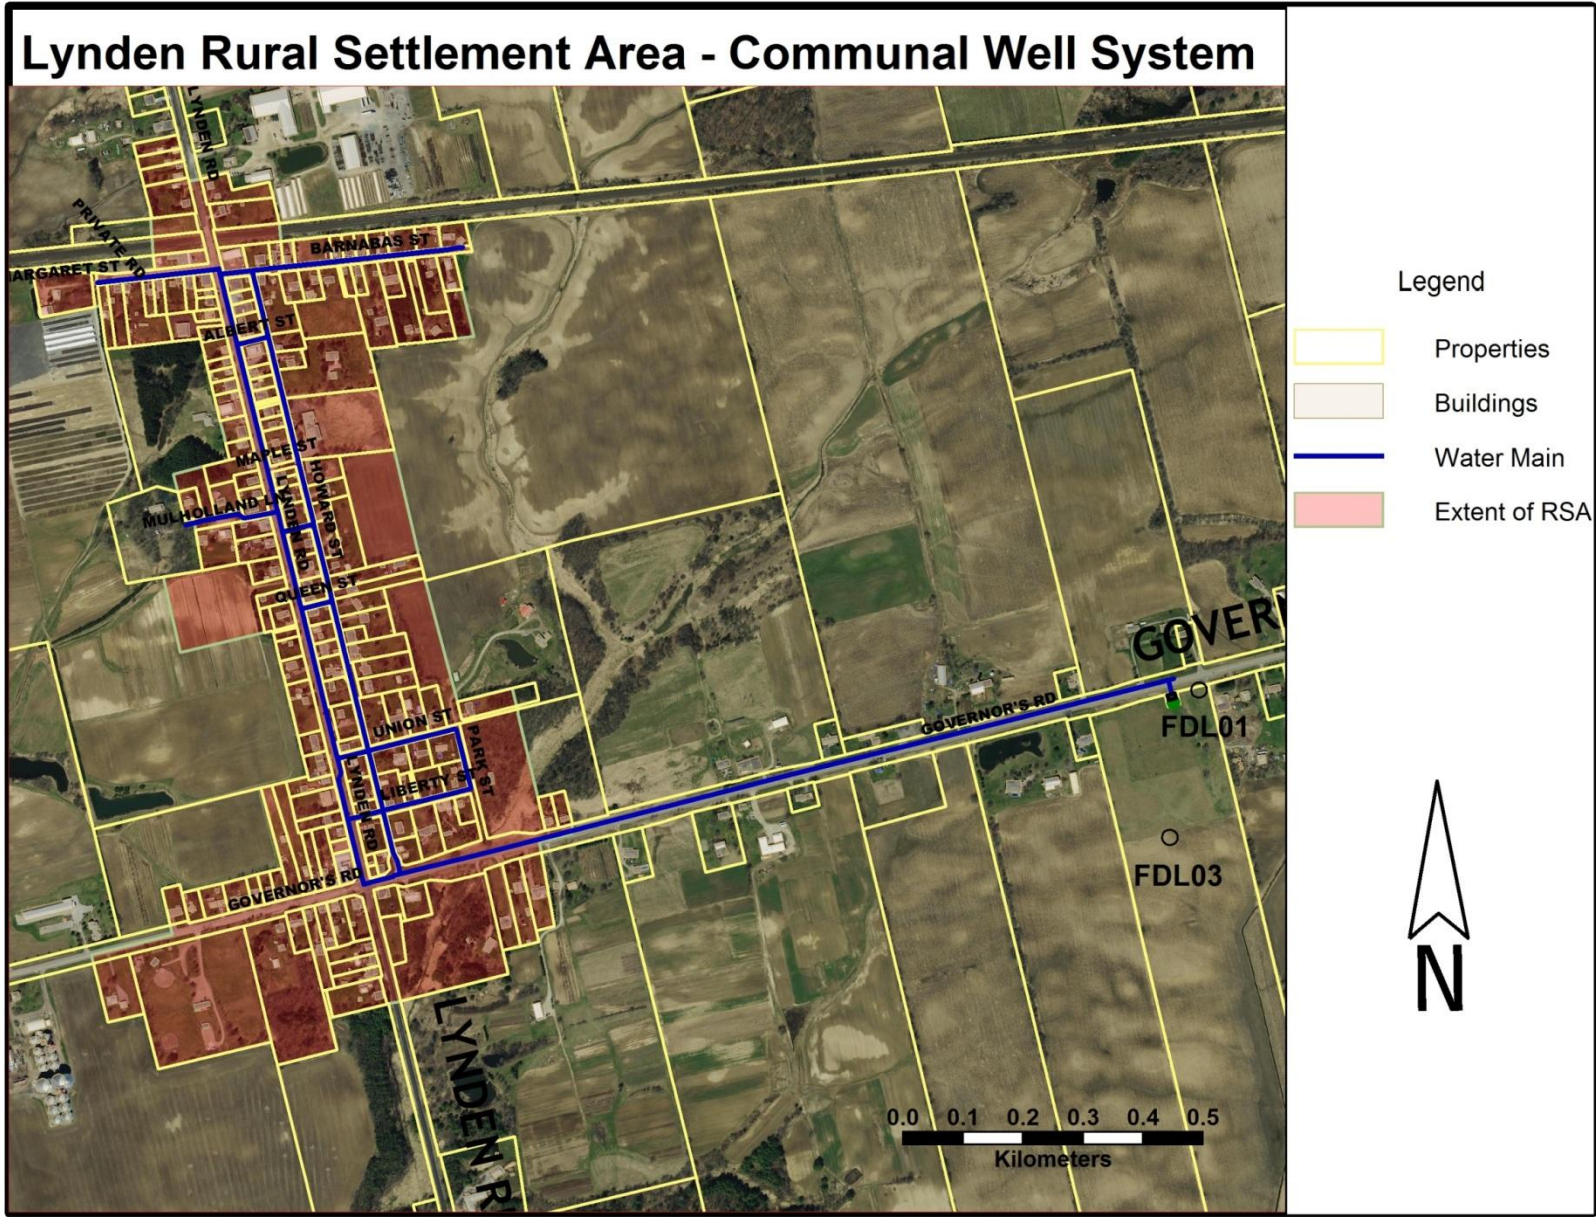 Lynden Rural Settlement Area - Communal Well System
LYNDEN RD
PRIVATE RD
BARNABAS ST
ARGARET ST
ALBERT ST
MAPLE ST
HOWARD ST
LYNDEN RD
MULHOLLAND LN
QUEEN ST
UNION ST
PARK ST
LYNDEN RD
LIBERTY ST
GOVERNOR'S RD
GOVERNOR'S RD
GOVERN
FDL01
FDL03
LYNDEN R
0.0 0.1 0.2 0.3 0.4 0.5
Kilometers
Legend
Properties
Buildings
Water Main
Extent of RSA
N